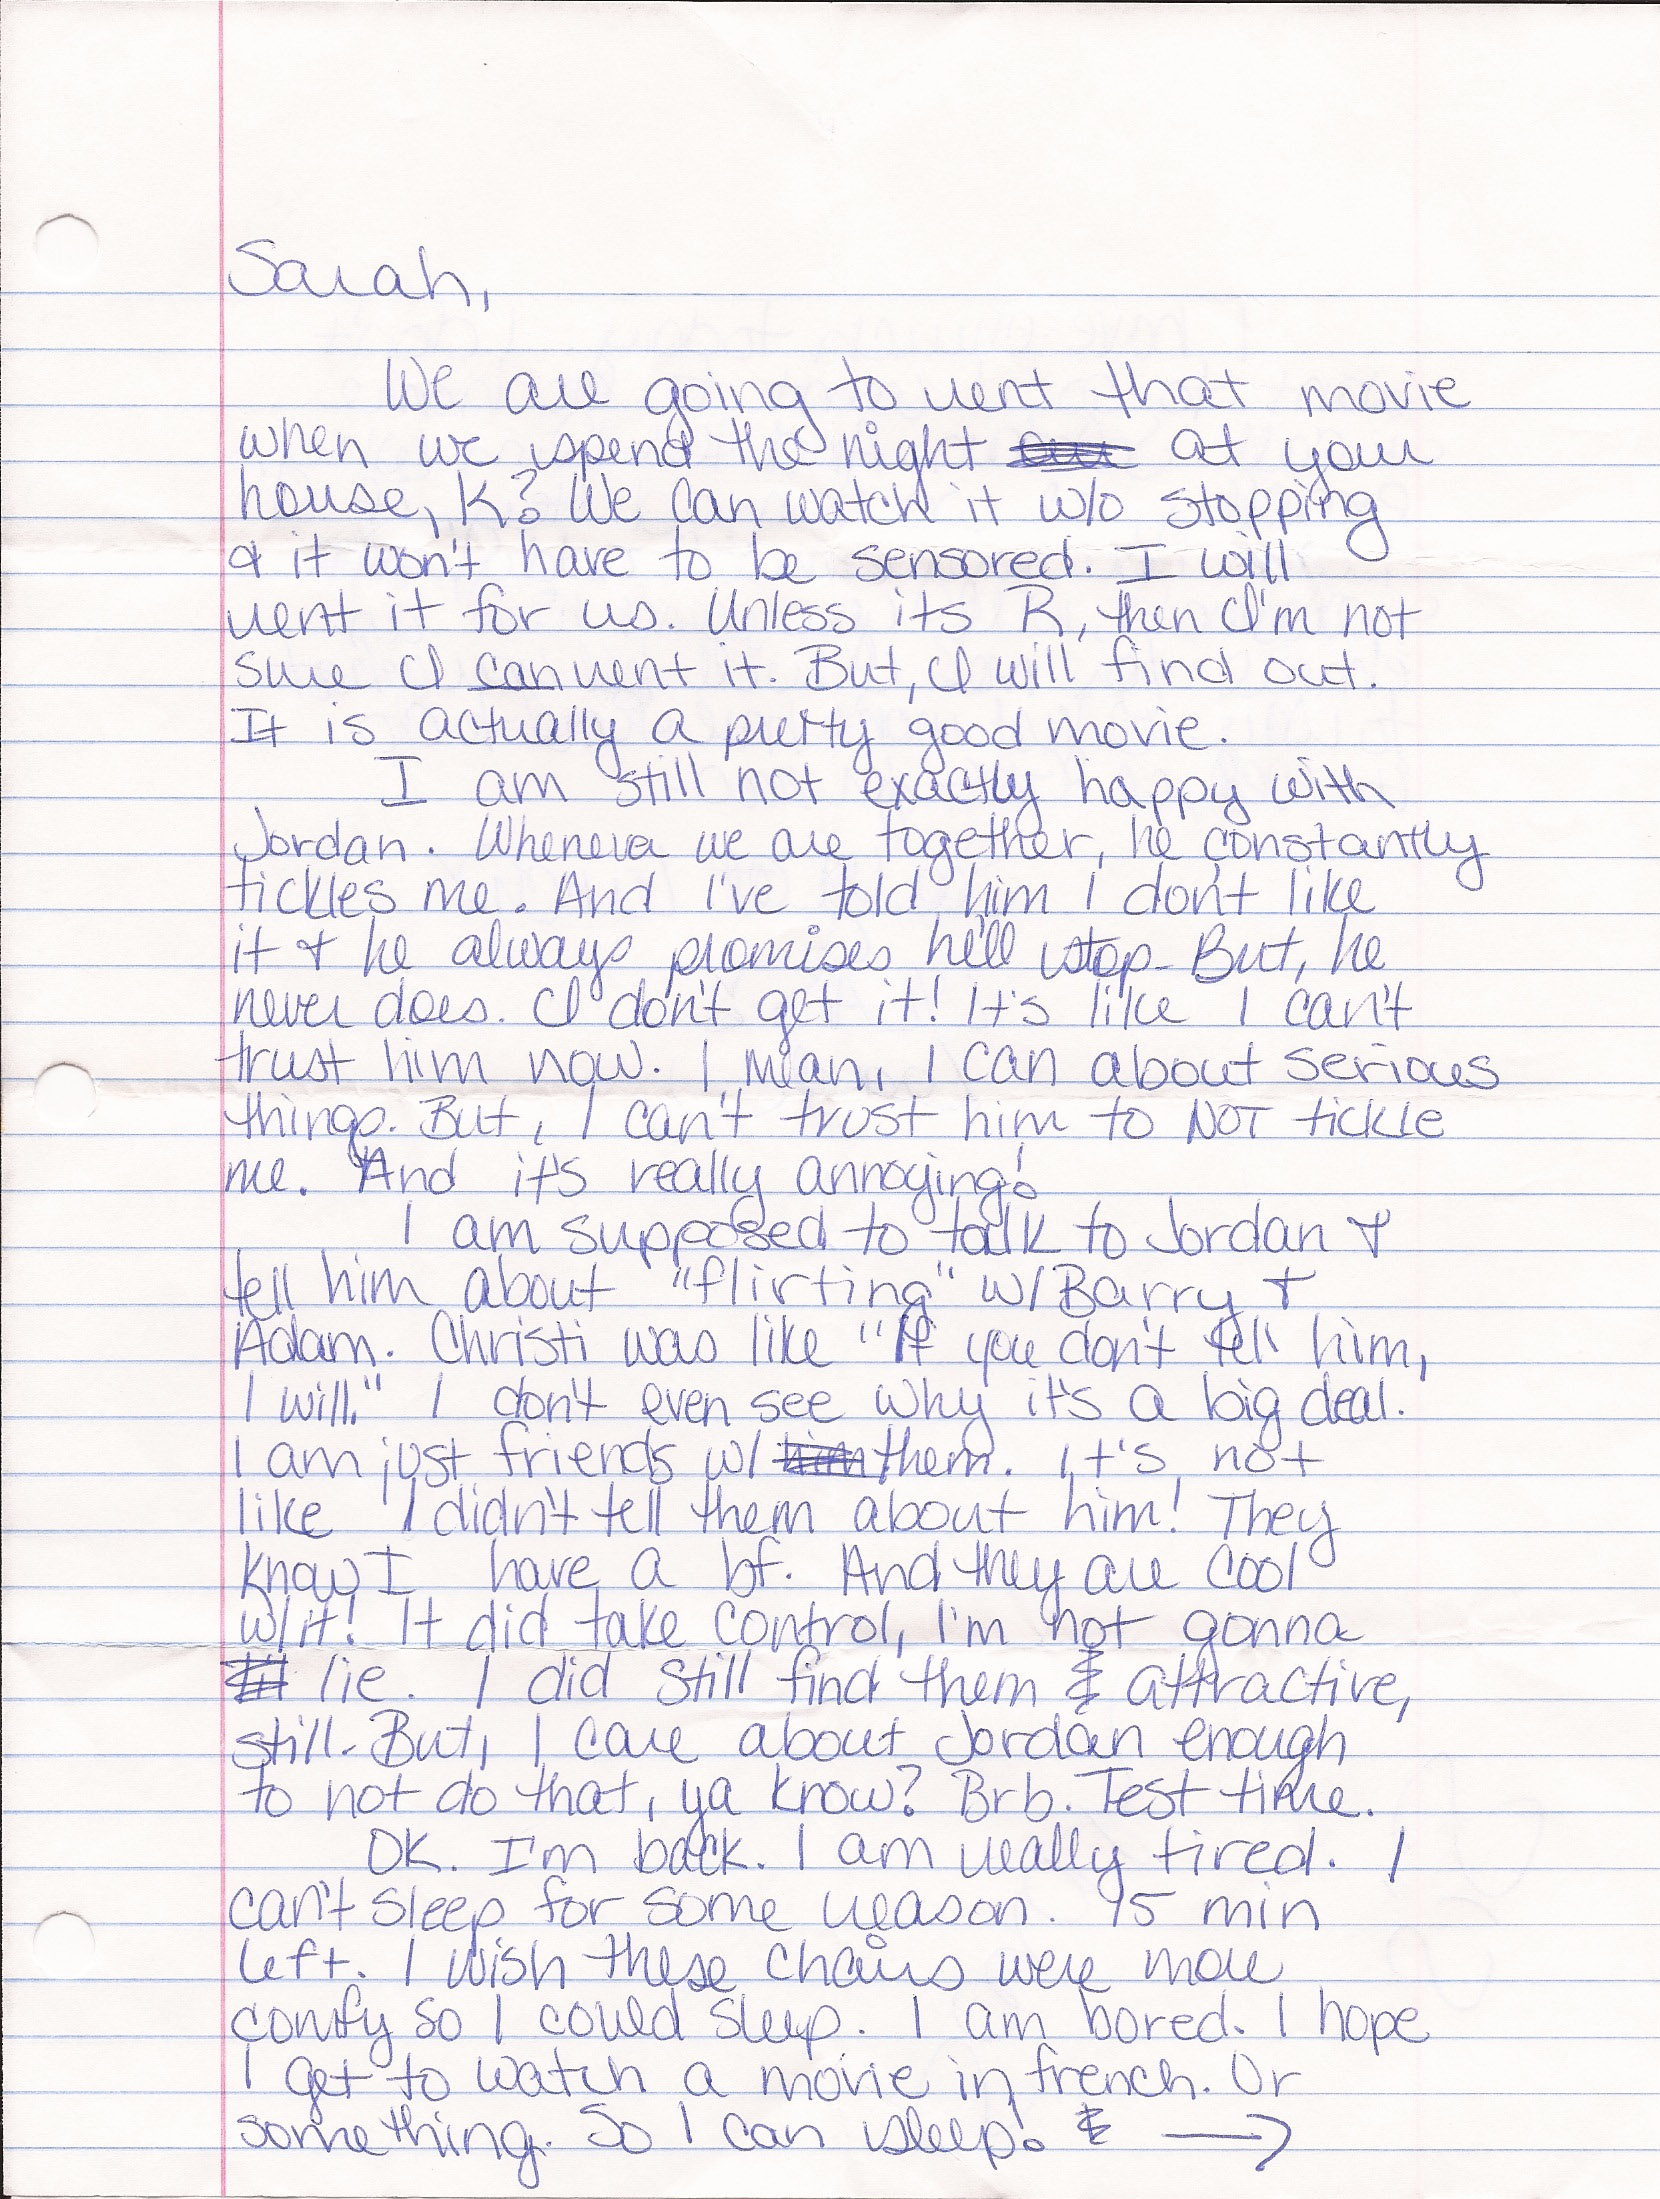 Sarah,
We are going to rent that movie
when we spend the night at your
house, K? We can watch it w/o stopping
& it won't have to be sensored. I will
rent it for us. Unless its R, then I'm not
sure I can rent it. But, I will find out.
It is actually a pretty good movie.
I am still not exactly happy with
Jordan. Whenever we are together, he constantly
tickles me. And I've told him I don't like
it & he always promises he'll stop. But, he
never does. I don't get it! It's like I can't
trust him now. I mean, I can about serious
things. But, I can't trust him to NOT tickle
me. And it's really annoying!
I am supposed to talk to Jordan &
tell him about "flirting" w/ Barry &
Adam. Christi was like "If you don't tell him,
I will." I don't even see why it's a big deal.
I am just friends w/ him them. It's not
like I didn't tell them about him! They
know I have a bf. And they are cool
w/it! It did take control, I'm not gonna
lie. I did still find them attractive,
still. But, I care about Jordan enough
to not do that, ya know? Brb. Test time.
OK. I'm back. I am really tired. I
can't sleep for some reason. 15 min
left. I wish these chairs were more
comfy so I could sleep. I am bored. I hope
I get to watch a movie in french. Or
something. So I can sleep! →